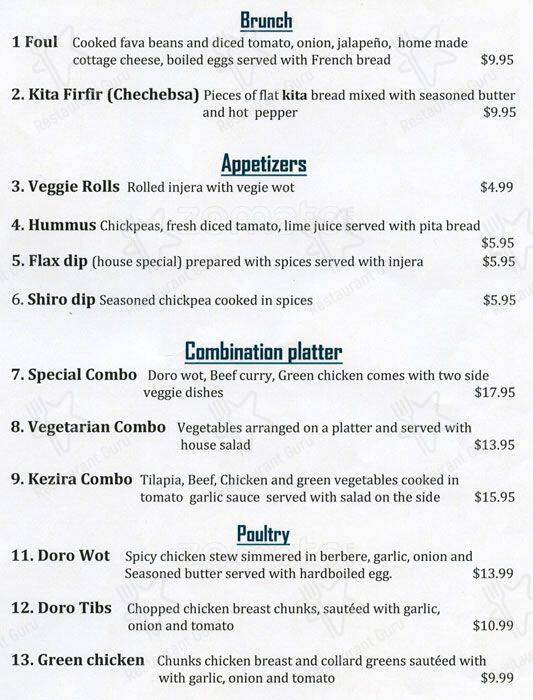 Brunch
1 Foul Cooked fava beans and diced tomato, onion, jalapeño, home made
cottage cheese, boiled eggs served with French bread $9.95
2. Kita Firfir (Chechebsa) Pieces of flat kita bread mixed with seasoned butter
and hot pepper $9.95
Appetizers
3. Veggie Rolls Rolled injera with vegie wot $4.99
4. Hummus Chickpeas, fresh diced tomato, lime juice served with pita bread
$5.95
5. Flax dip (house special) prepared with spices served with injera $5.95
6. Shiro dip Seasoned chickpea cooked in spices $5.95
Combination platter
7. Special Combo Doro wot, Beef curry, Green chicken comes with two side
veggie dishes $17.95
8. Vegetarian Combo Vegetables arranged on a platter and served with
house salad $13.95
9. Kezira Combo Tilapia, Beef, Chicken and green vegetables cooked in
tomato garlic sauce served with salad on the side $15.95
Poultry
11. Doro Wot Spicy chicken stew simmered in berbere, garlic, onion and
Seasoned butter served with hardboiled egg. $13.99
12. Doro Tibs Chopped chicken breast chunks, sautéed with garlic,
onion and tomato $10.99
13. Green chicken Chunks chicken breast and collard greens sautéed with
with garlic, onion and tomato $9.99